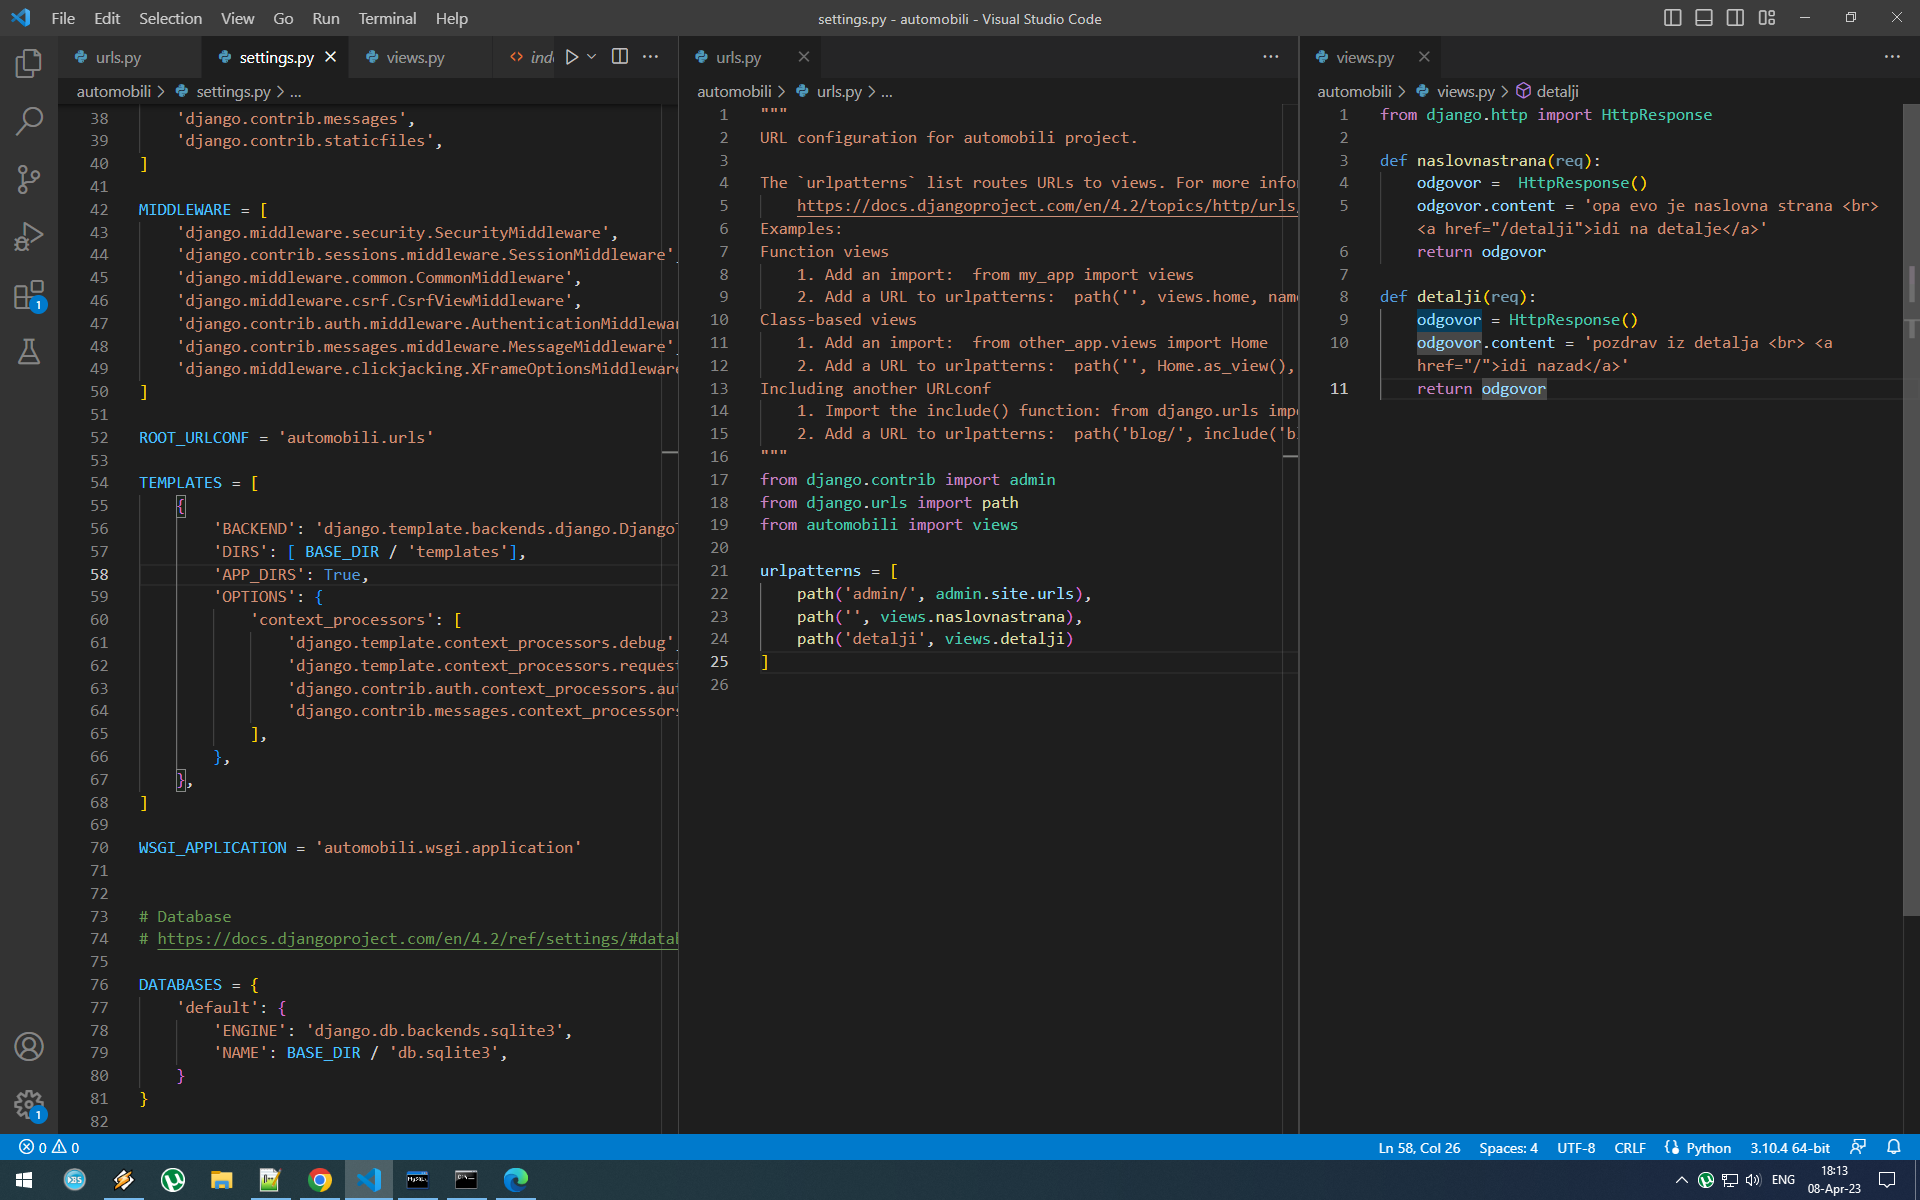 File Edit Selection View Go Run Terminal Help
settings.py - automobili - Visual Studio Code
urls.py settings.py views.py
automobili > settings.py > ...
38 'django.contrib.messages',
39 'django.contrib.staticfiles',
40 ]
41
42 MIDDLEWARE = [
43 'django.middleware.security.SecurityMiddleware',
44 'django.contrib.sessions.middleware.SessionMiddleware',
45 'django.middleware.common.CommonMiddleware',
46 'django.middleware.csrf.CsrfViewMiddleware',
47 'django.contrib.auth.middleware.AuthenticationMiddlewar
48 'django.contrib.messages.middleware.MessageMiddleware',
49 'django.middleware.clickjacking.XFrameOptionsMiddleware
50 ]
51
52 ROOT_URLCONF = 'automobili.urls'
53
54 TEMPLATES = [
55 {
56 'BACKEND': 'django.template.backends.django.Django
57 'DIRS': [ BASE_DIR / 'templates'],
58 'APP_DIRS': True,
59 'OPTIONS': {
60 'context_processors': [
61 'django.template.context_processors.debug',
62 'django.template.context_processors.request
63 'django.contrib.auth.context_processors.aut
64 'django.contrib.messages.context_processors
65 ],
66 },
67 },
68 ]
69
70 WSGI_APPLICATION = 'automobili.wsgi.application'
71
72
73 # Database
74 # https://docs.djangoproject.com/en/4.2/ref/settings/#datab
75
76 DATABASES = {
77 'default': {
78 'ENGINE': 'django.db.backends.sqlite3',
79 'NAME': BASE_DIR / 'db.sqlite3',
80 }
81 }
82
urls.py
automobili > urls.py > ...
1 """
2 URL configuration for automobili project.
3
4 The `urlpatterns` list routes URLs to views. For more infor
5 https://docs.djangoproject.com/en/4.2/topics/http/urls/
6 Examples:
7 Function views
8 1. Add an import:  from my_app import views
9 2. Add a URL to urlpatterns:  path('', views.home, nam
10 Class-based views
11 1. Add an import:  from other_app.views import Home
12 2. Add a URL to urlpatterns:  path('', Home.as_view(),
13 Including another URLconf
14 1. Import the include() function: from django.urls imp
15 2. Add a URL to urlpatterns:  path('blog/', include('bl
16 """
17 from django.contrib import admin
18 from django.urls import path
19 from automobili import views
20
21 urlpatterns = [
22 path('admin/', admin.site.urls),
23 path('', views.naslovnastrana),
24 path('detalji', views.detalji)
25 ]
26
views.py
automobili > views.py > detalji
1 from django.http import HttpResponse
2
3 def naslovnastrana(req):
4 odgovor =  HttpResponse()
5 odgovor.content = 'opa evo je naslovna strana <br>
<a href="/detalji">idi na detalje</a>'
6 return odgovor
7
8 def detalji(req):
9 odgovor = HttpResponse()
10 odgovor.content = 'pozdrav iz detalja <br> <a
href="/">idi nazad</a>'
11 return odgovor
1
1
0 0
Ln 58, Col 26 Spaces: 4 UTF-8 CRLF Python 3.10.4 64-bit
ENG
18:13
08-Apr-23